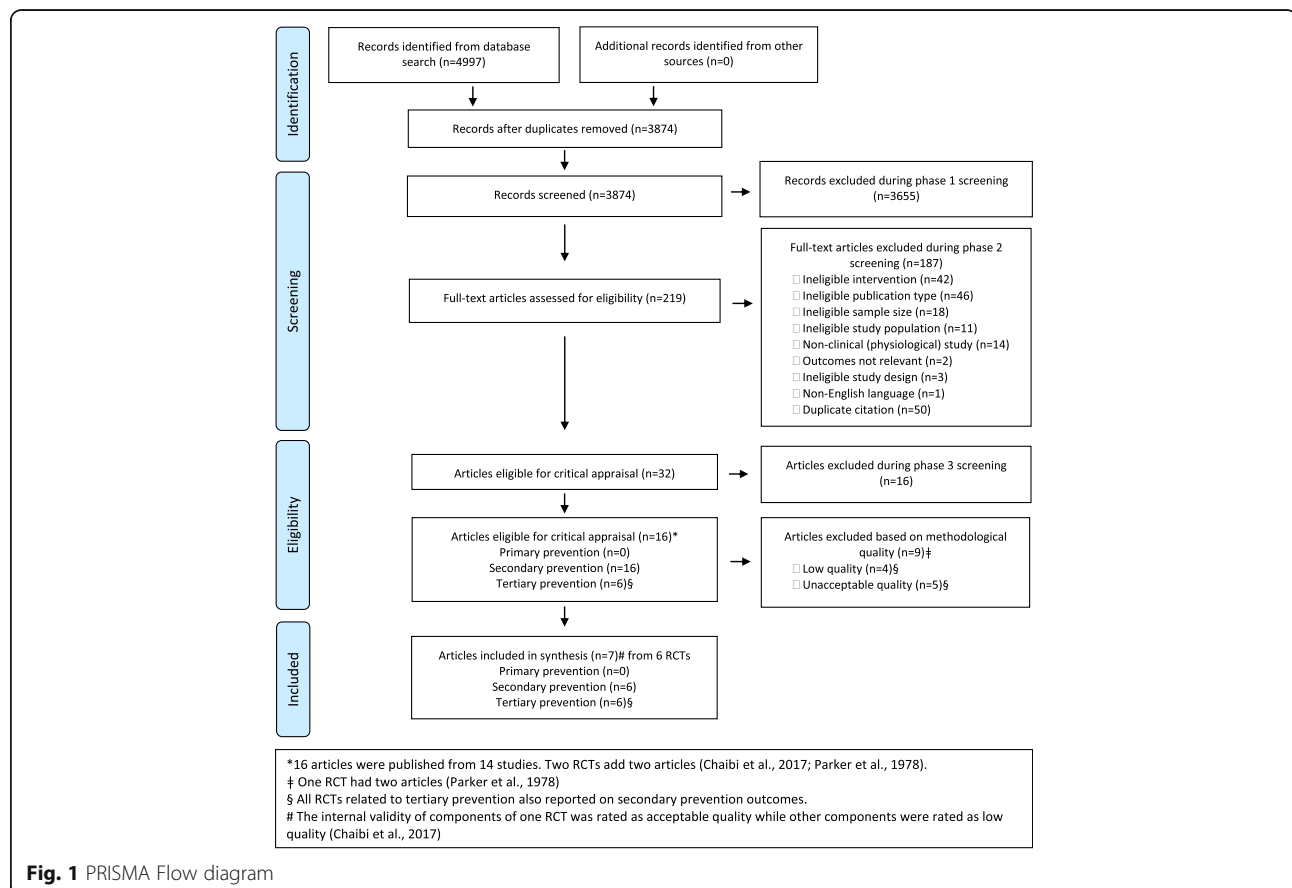 Identification
Records identified from database
search (n=4997)
Additional records identified from other
sources (n=0)
Records after duplicates removed (n=3874)
Screening
Records screened (n=3874)
Records excluded during phase 1 screening
(n=3655)
Full-text articles assessed for eligibility (n=219)
Full-text articles excluded during phase 2
screening (n=187)
□ Ineligible intervention (n=42)
□ Ineligible publication type (n=46)
□ Ineligible sample size (n=18)
□ Ineligible study population (n=11)
□ Non-clinical (physiological) study (n=14)
□ Outcomes not relevant (n=2)
□ Ineligible study design (n=3)
□ Non-English language (n=1)
□ Duplicate citation (n=50)
Eligibility
Articles eligible for critical appraisal (n=32)
Articles excluded during phase 3 screening
(n=16)
Articles eligible for critical appraisal (n=16)*
Primary prevention (n=0)
Secondary prevention (n=16)
Tertiary prevention (n=6)§
Articles excluded based on methodological
quality (n=9)ǂ
□ Low quality (n=4)§
□ Unacceptable quality (n=5)§
Included
Articles included in synthesis (n=7)# from 6 RCTs
Primary prevention (n=0)
Secondary prevention (n=6)
Tertiary prevention (n=6)§
*16 articles were published from 14 studies. Two RCTs add two articles (Chaibi et al., 2017; Parker et al., 1978).
ǂ One RCT had two articles (Parker et al., 1978)
§ All RCTs related to tertiary prevention also reported on secondary prevention outcomes.
# The internal validity of components of one RCT was rated as acceptable quality while other components were rated as low
quality (Chaibi et al., 2017)
Fig. 1 PRISMA Flow diagram